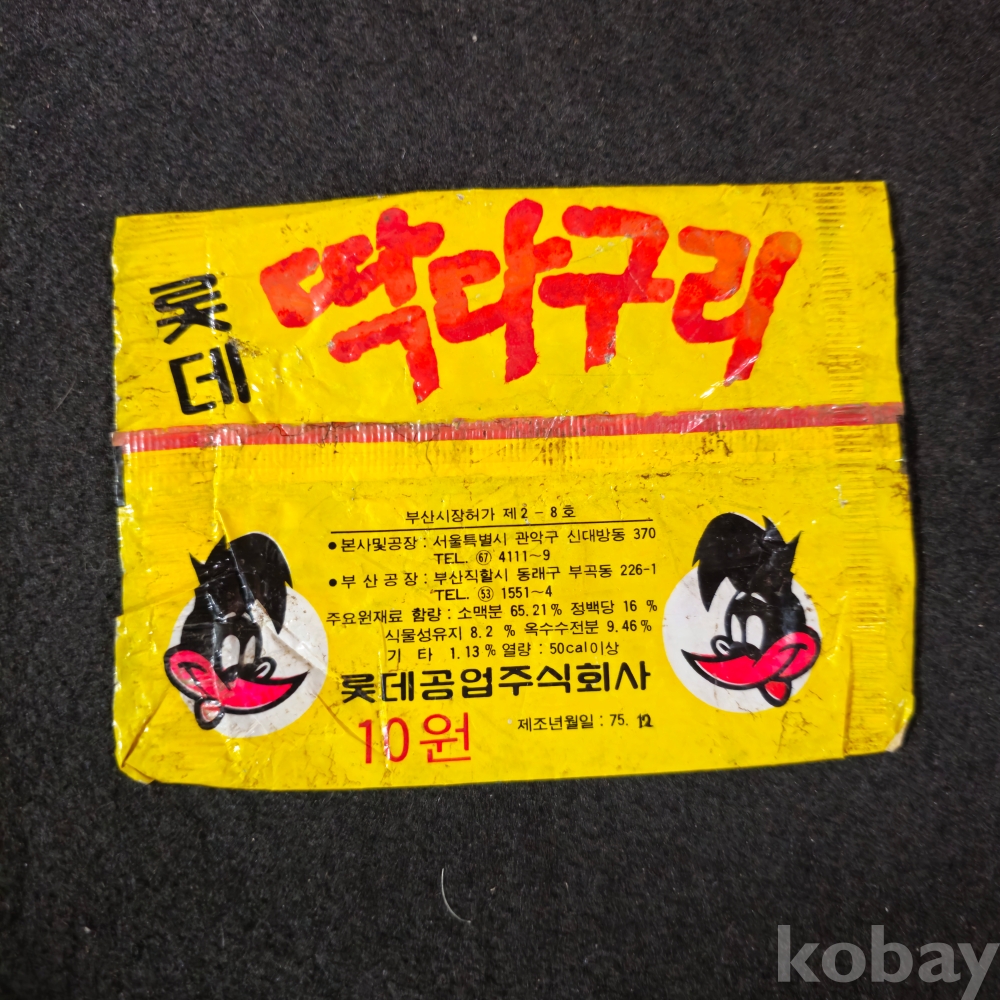 롯데
딱다구리
부산시장허가 제2-8호
●본사및공장 : 서울특별시 관악구 신대방동 370
TEL. ㊿ 4111~9
●부산공장 : 부산직할시 동래구 부곡동 226-1
TEL. 53 1551~4
주요원재료 함량 : 소맥분 65.21% 정백당 16 %
식물성유지 8.2 % 옥수수전분 9.46%
기 타 1.13% 열량 : 50cal이상
롯데공업주식회사
10원
제조년월일 : 75. 12
kobay